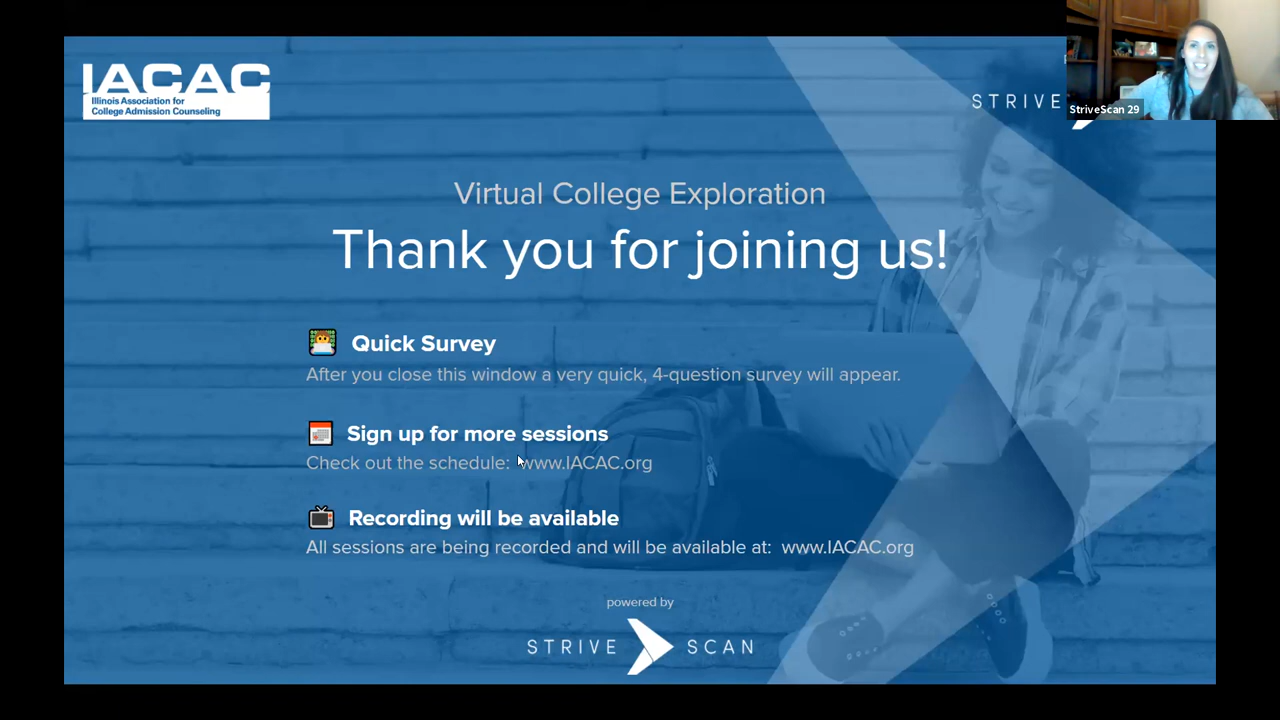 IACAC
Illinois Association for
College Admission Counseling
STRIVE
StriveScan 29
Virtual College Exploration
Thank you for joining us!
Quick Survey
After you close this window a very quick, 4-question survey will appear.
Sign up for more sessions
Check out the schedule: www.IACAC.org
Recording will be available
All sessions are being recorded and will be available at: www.IACAC.org
powered by
STRIVE SCAN